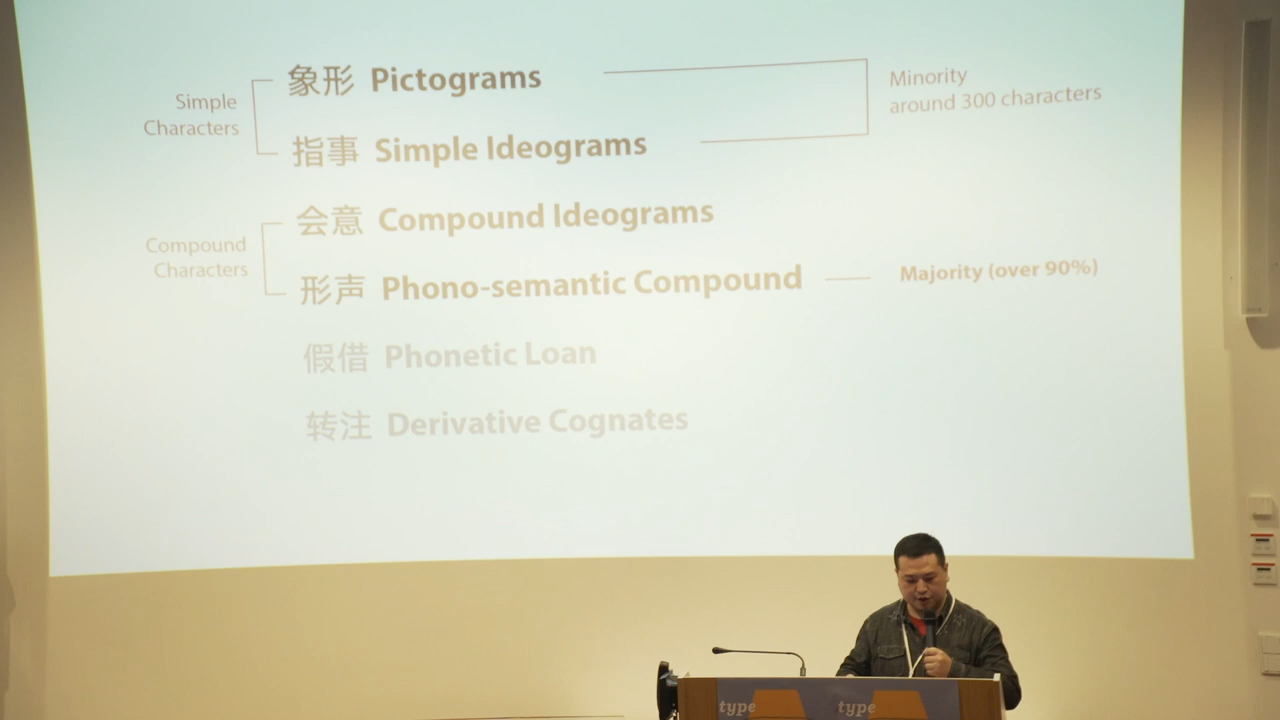 Simple
Characters
象形 Pictograms
指事 Simple Ideograms
Minority
around 300 characters
Compound
Characters
会意 Compound Ideograms
形声 Phono-semantic Compound
Majority (over 90%)
假借 Phonetic Loan
转注 Derivative Cognates
type type